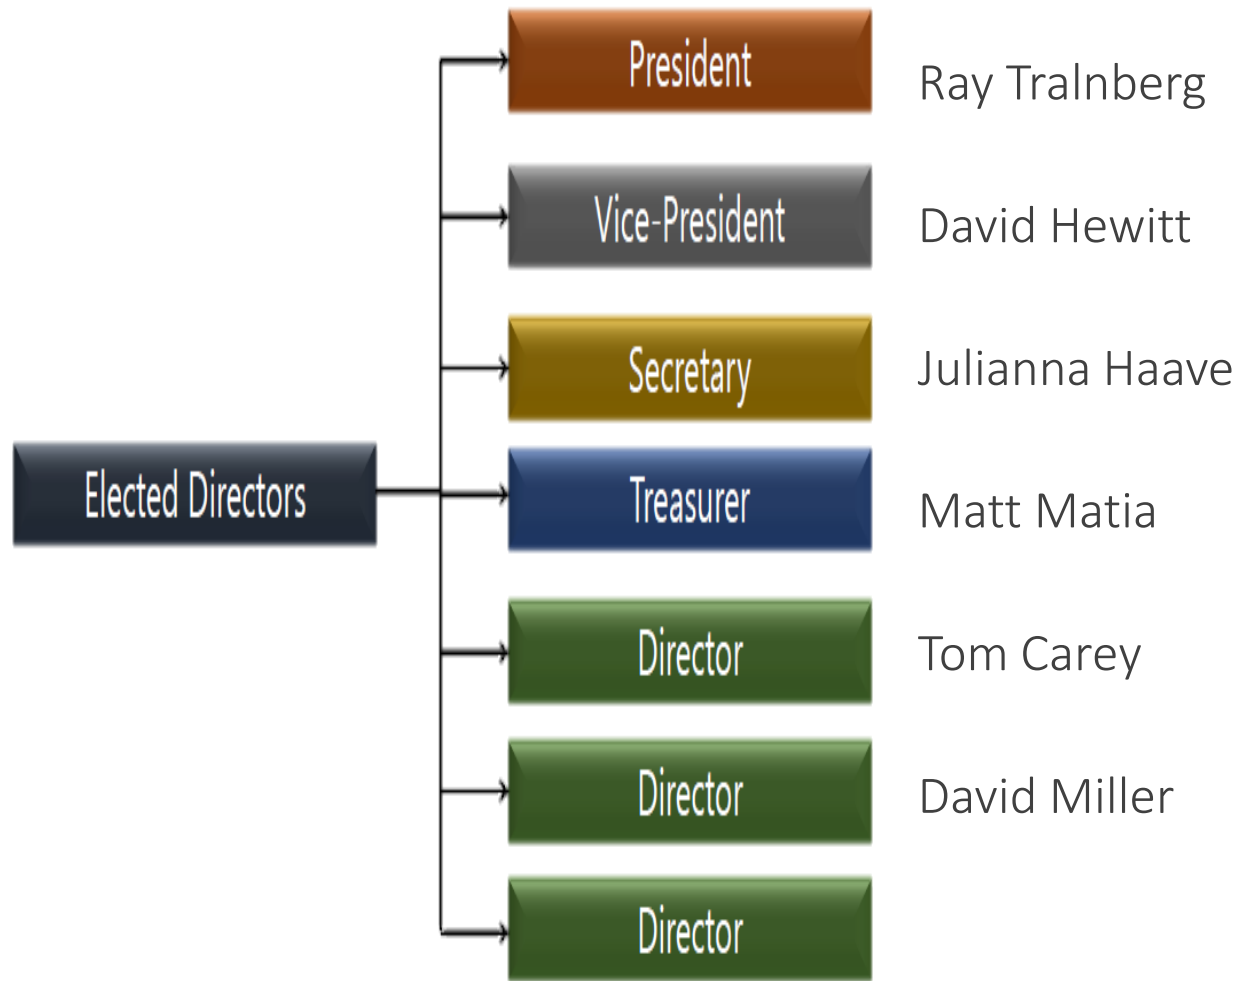 President
Ray Tralnberg
Vice-President
David Hewitt
Secretary
Julianna Haave
Elected Directors
Treasurer
Matt Matia
Director
Tom Carey
Director
David Miller
Director